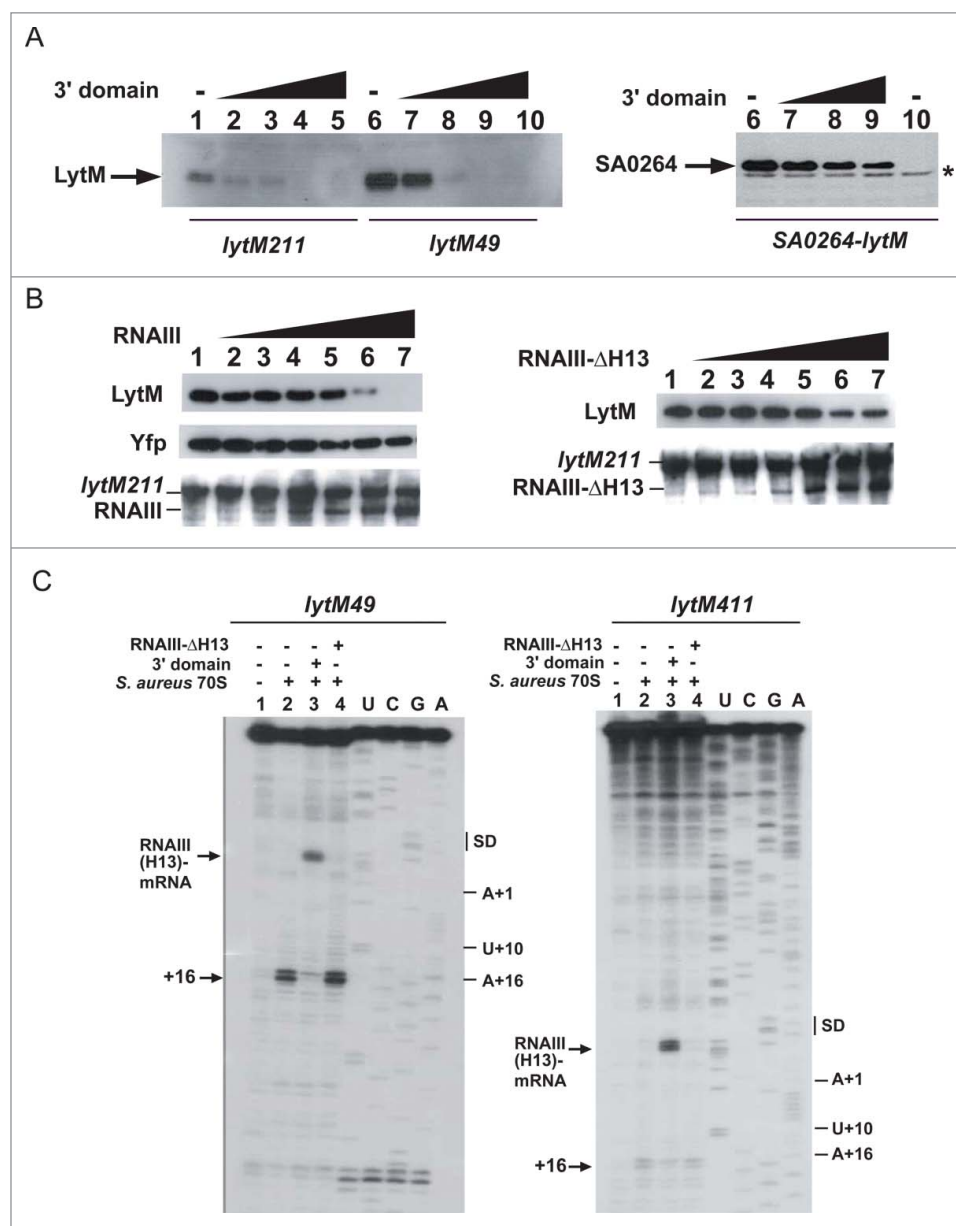 A
3' domain
-
1 2 3 4 5
-
6 7 8 9 10
LytM
lytM211
lytM49
3' domain
-
-
6 7 8 9 10
SA0264
*
SA0264-lytM
B
RNAIII
1 2 3 4 5 6 7
LytM
Yfp
lytM211
RNAIII
RNAIII-ΔH13
1 2 3 4 5 6 7
LytM
lytM211
RNAIII-ΔH13
C
lytM49
RNAIII-ΔH13 - - - +
3' domain - - + -
S. aureus 70S - + + +
1 2 3 4 U C G A
RNAIII
(H13)-
mRNA
+16
SD
A+1
U+10
A+16
lytM411
RNAIII-ΔH13 - - - +
3' domain - - + -
S. aureus 70S - + + +
1 2 3 4 U C G A
RNAIII
(H13)-
mRNA
+16
SD
A+1
U+10
A+16